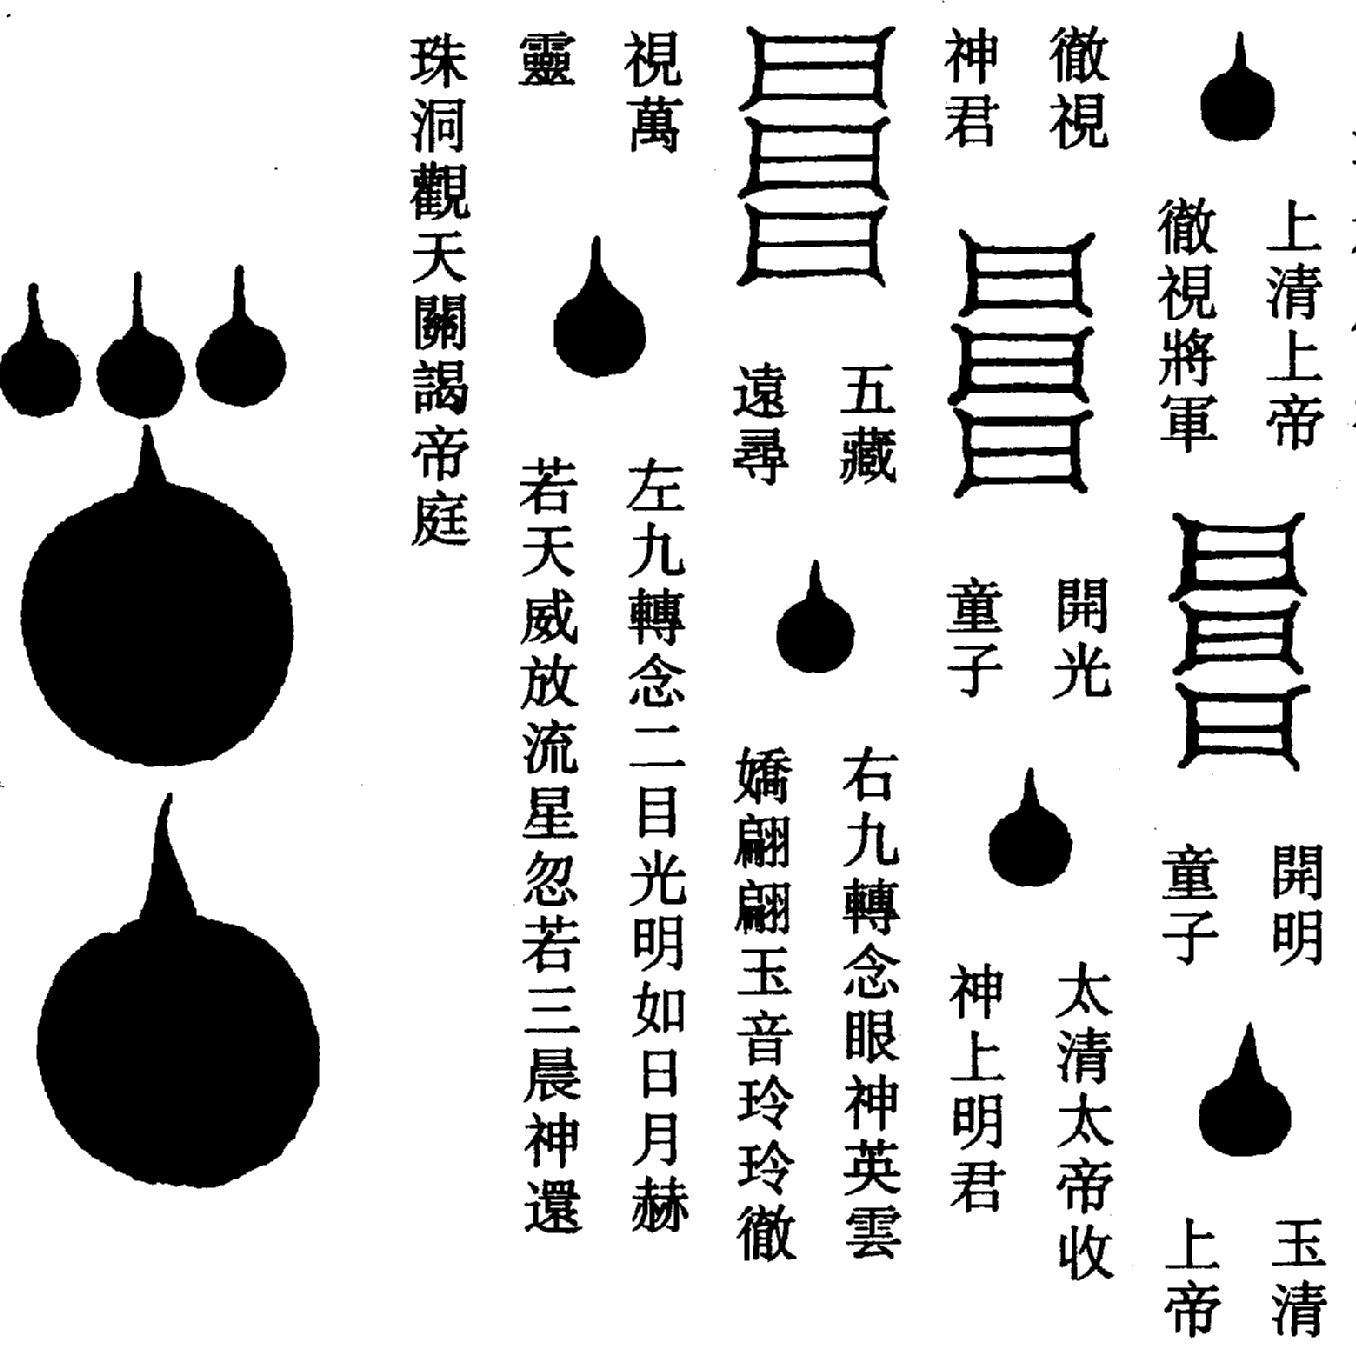 上清上帝
徹視將軍
開明
童子
玉清
上帝
徹視
神君
開光
童子
太清太帝收
神上明君
五藏
遠尋
右九轉念眼神英雲
嬌翩翩玉音玲玲徹
視萬
靈
左九轉念二目光明如日月赫
若天威放流星忽若三晨神還
珠洞觀天關謁帝庭